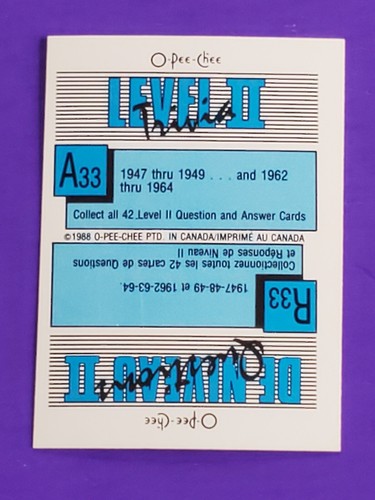 O-Pee-Chee
LEVEL II
Trivia
A33
1947 thru 1949 . . . and 1962
thru 1964
Collect all 42 Level II Question and Answer Cards
©1988 O-PEE-CHEE PTD. IN CANADA/IMPRIMÉ AU CANADA
O-Pee-Chee
DE NIVEAU II
Questions
R33
1947-48-49 et 1962-63-64.
Collectionnez toutes les 42 cartes de Questions
et Réponses de Niveau II